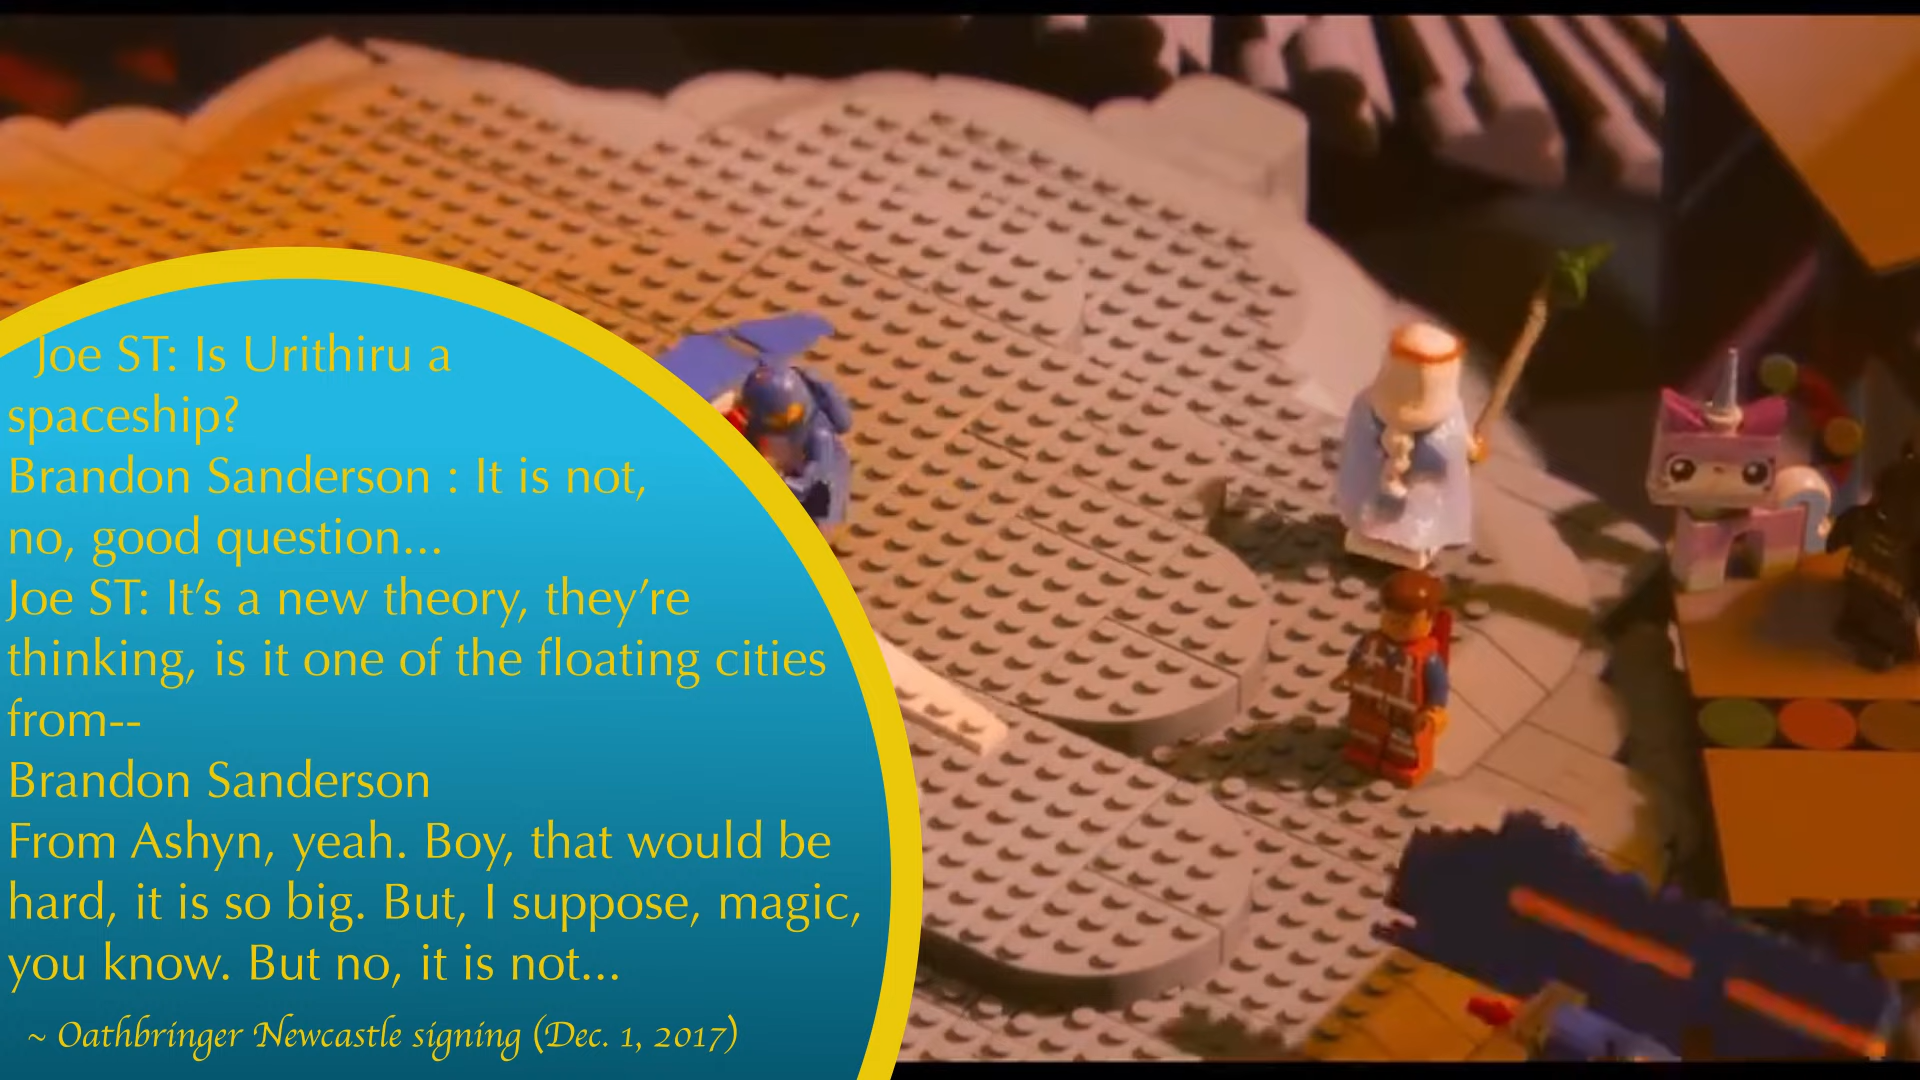 Joe ST: Is Urithiru a
spaceship?
Brandon Sanderson : It is not,
no, good question...
Joe ST: It’s a new theory, they’re
thinking, is it one of the floating cities
from--
Brandon Sanderson
From Ashyn, yeah. Boy, that would be
hard, it is so big. But, I suppose, magic,
you know. But no, it is not...
~ Oathbringer Newcastle signing (Dec. 1, 2017)